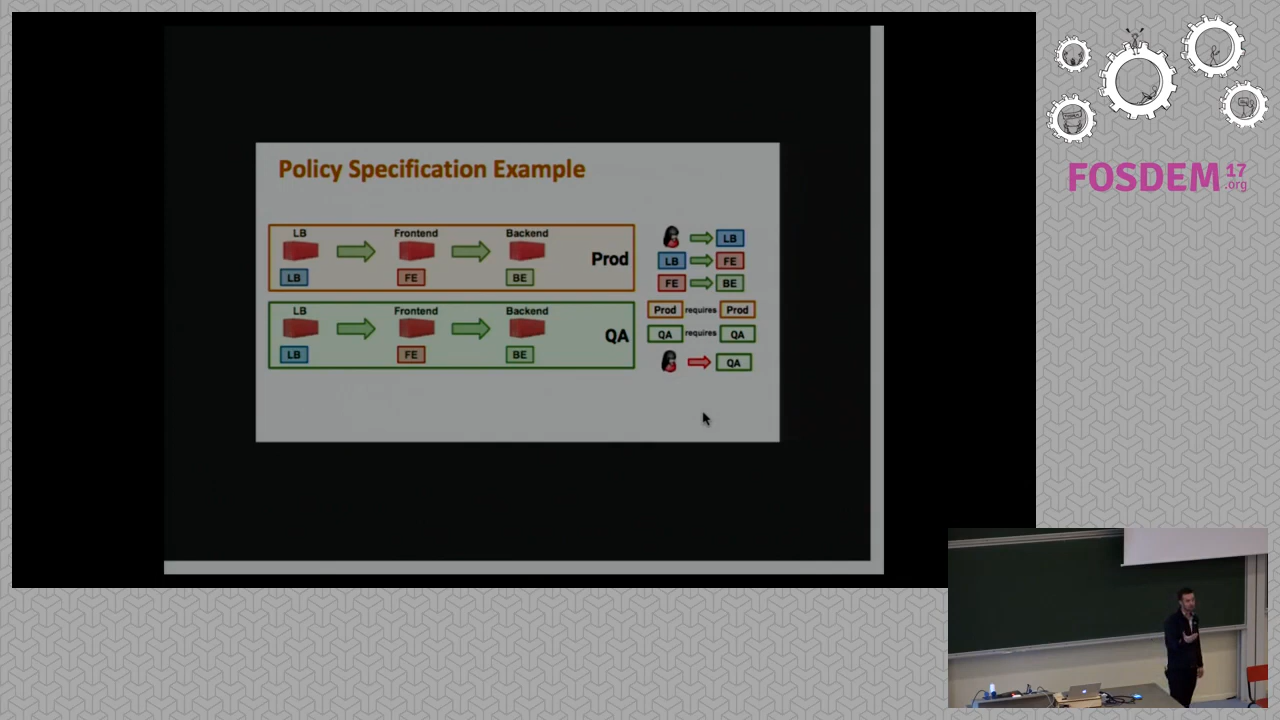 Policy Specification Example
LB Frontend Backend
Prod
LB FE BE
LB Frontend Backend
QA
LB FE BE
LB
LB FE
FE BE
Prod requires Prod
QA requires QA
QA
FOSDEM 17 .org